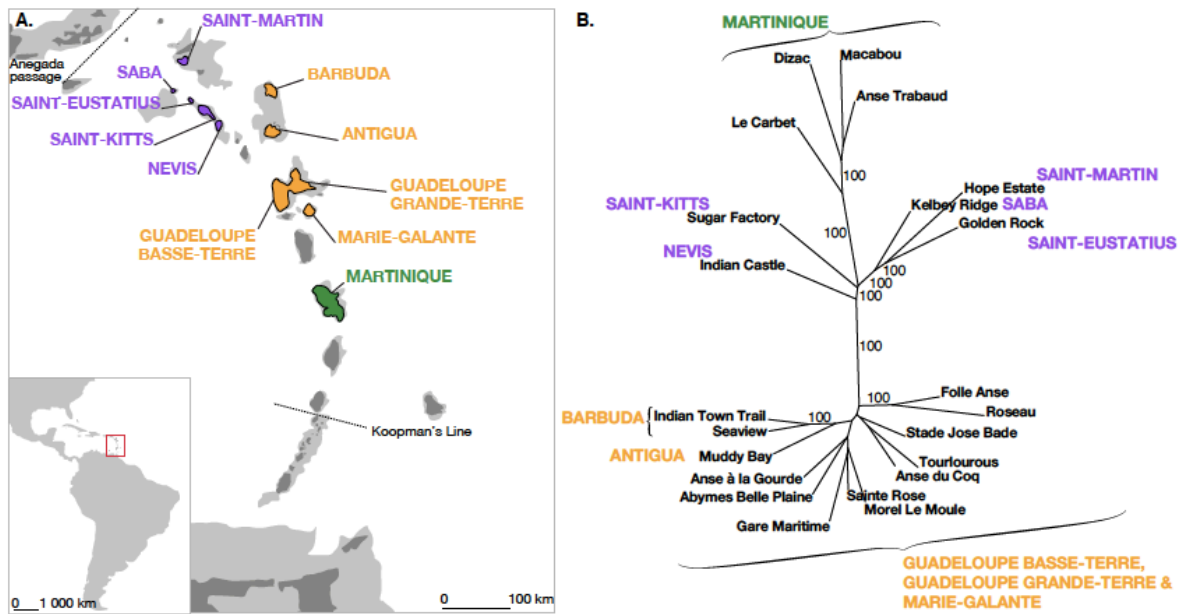 A.
SAINT-MARTIN
Anegada
passage
SABA
BARBUDA
SAINT-EUSTATIUS
SAINT-KITTS
ANTIGUA
NEVIS
GUADELOUPE
GRANDE-TERRE
GUADELOUPE
BASSE-TERRE
MARIE-GALANTE
MARTINIQUE
Koopman's Line
0 1 000 km
0 100 km
B.
MARTINIQUE
Dizac
Macabou
Anse Trabaud
Le Carbet
100
SAINT-MARTIN
Hope Estate
SAINT-KITTS
Kelbey Ridge SABA
Sugar Factory
Golden Rock
100
SAINT-EUSTATIUS
NEVIS
Indian Castle
100
100
100
100
100
Folle Anse
Roseau
BARBUDA
Indian Town Trail
100
Seaview
Stade Jose Bade
ANTIGUA
Muddy Bay
Tourlourous
Anse à la Gourde
Anse du Coq
Abymes Belle Plaine
Sainte Rose
Morel Le Moule
Gare Maritime
GUADELOUPE BASSE-TERRE,
GUADELOUPE GRANDE-TERRE &
MARIE-GALANTE